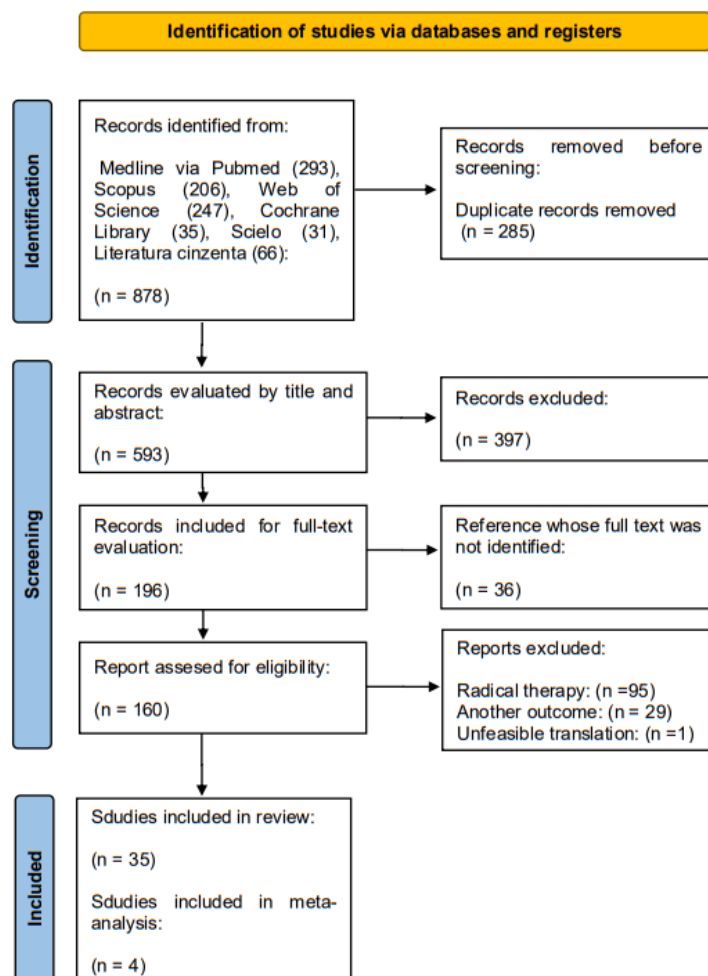 Identification of studies via databases and registers
Identification
Records identified from:
Medline via Pubmed (293),
Scopus (206), Web of
Science (247), Cochrane
Library (35), Scielo (31),
Literatura cinzenta (66):
(n = 878)
Records removed before
screening:
Duplicate records removed
(n = 285)
Screening
Records evaluated by title and
abstract:
(n = 593)
Records excluded:
(n = 397)
Records included for full-text
evaluation:
(n = 196)
Reference whose full text was
not identified:
(n = 36)
Report assesed for eligibility:
(n = 160)
Reports excluded:
Radical therapy: (n =95)
Another outcome: (n = 29)
Unfeasible translation: (n =1)
Included
Sdudies included in review:
(n = 35)
Sdudies included in meta-
analysis:
(n = 4)